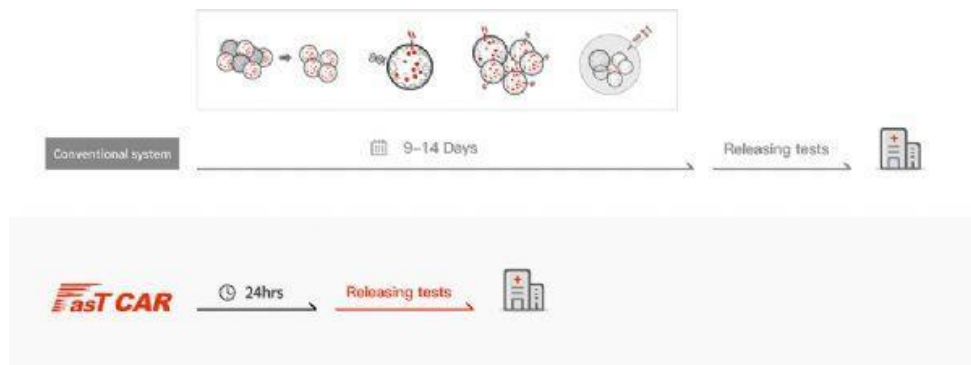 Conventional system
9–14 Days
Releasing tests
FasT CAR
24hrs
Releasing tests